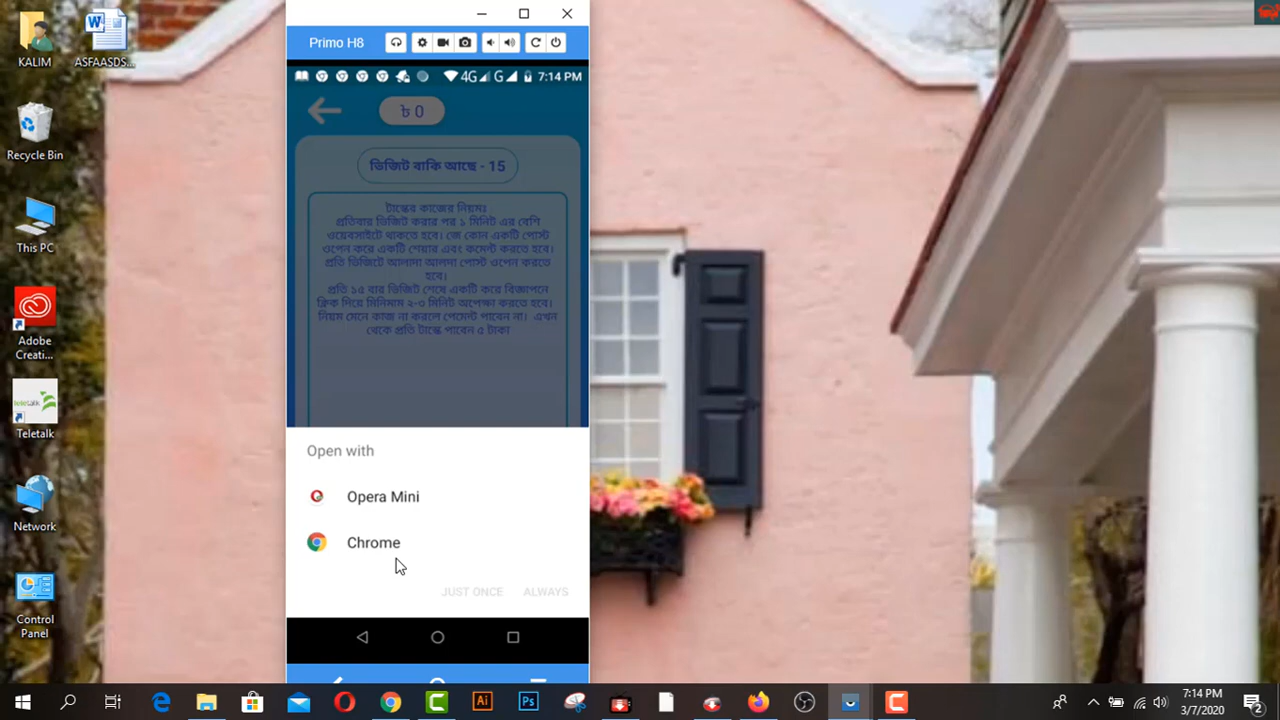 KALIM
ASFAASDS...
Recycle Bin
This PC
Adobe
Creati...
teletalk
Teletalk
Network
Control
Panel
Primo H8
4G
G
7:14 PM
৳ 0
ভিজিট বাকি আছে - 15
টাস্কের কাজের নিয়মঃ
প্রতিবার ভিজিট করার পর ১ মিনিট এর বেশি
ওয়েবসাইটে থাকতে হবে। জে কোন একটি পোস্ট
ওপেন করে একটি শেয়ার এবং কমেন্ট করতে হবে।
প্রতি ভিজিটে আলাদা আলদা পোস্ট ওপেন করতে
হবে।
প্রতি ১৫ বার ভিজিট শেষে একটি করে বিজ্ঞাপনে
ক্লিক দিয়ে মিনিমাম ২-৩ মিনিট অপেক্ষা করতে হবে।
নিয়ম মেনে কাজ না করলে পেমেন্ট পাবেন না। এখন
থেকে প্রতি টাস্কে পাবেন ৫ টাকা
Open with
Opera Mini
Chrome
JUST ONCE
ALWAYS
7:14 PM
3/7/2020